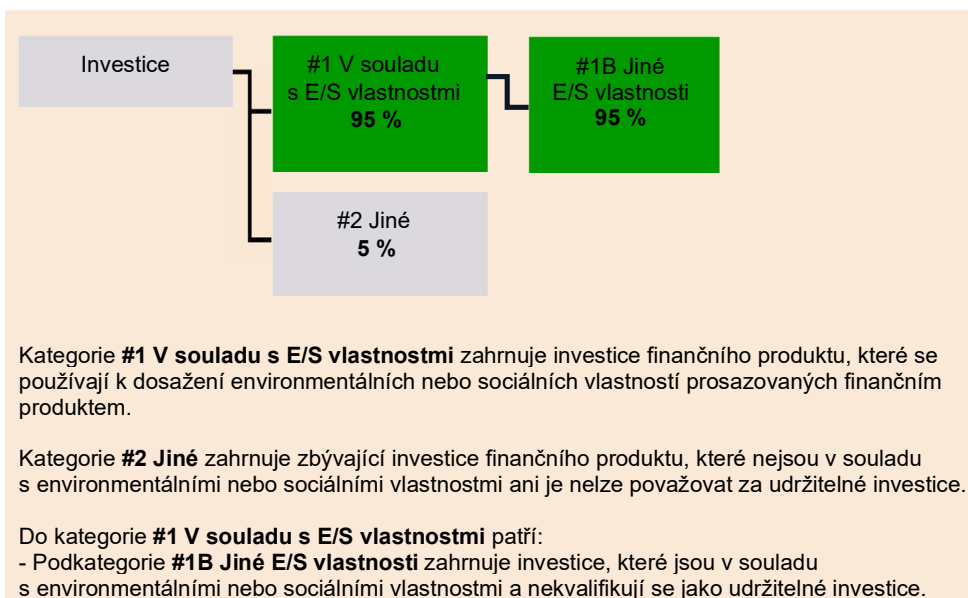 Investice
#1 V souladu
s E/S vlastnostmi
95 %
#1B Jiné
E/S vlastnosti
95 %
#2 Jiné
5 %
Kategorie #1 V souladu s E/S vlastnostmi zahrnuje investice finančního produktu, které se
používají k dosažení environmentálních nebo sociálních vlastností prosazovaných finančním
produktem.
Kategorie #2 Jiné zahrnuje zbývající investice finančního produktu, které nejsou v souladu
s environmentálními nebo sociálními vlastnostmi ani je nelze považovat za udržitelné investice.
Do kategorie #1 V souladu s E/S vlastnostmi patří:
- Podkategorie #1B Jiné E/S vlastnosti zahrnuje investice, které jsou v souladu
s environmentálními nebo sociálními vlastnostmi a nekvalifikují se jako udržitelné investice.